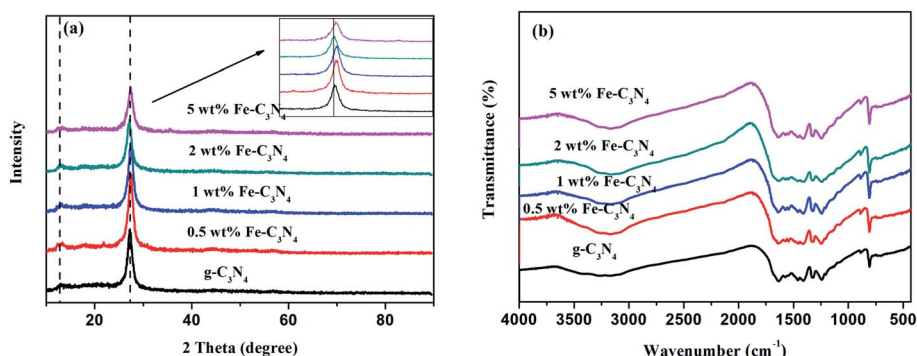 (a)
5 wt% Fe-C₃N₄
2 wt% Fe-C₃N₄
1 wt% Fe-C₃N₄
0.5 wt% Fe-C₃N₄
g-C₃N₄
Intensity
20 40 60 80
2 Theta (degree)
(b)
5 wt% Fe-C₃N₄
2 wt% Fe-C₃N₄
1 wt% Fe-C₃N₄
0.5 wt% Fe-C₃N₄
g-C₃N₄
Transmittance (%)
4000 3500 3000 2500 2000 1500 1000 500
Wavenumber (cm⁻¹)